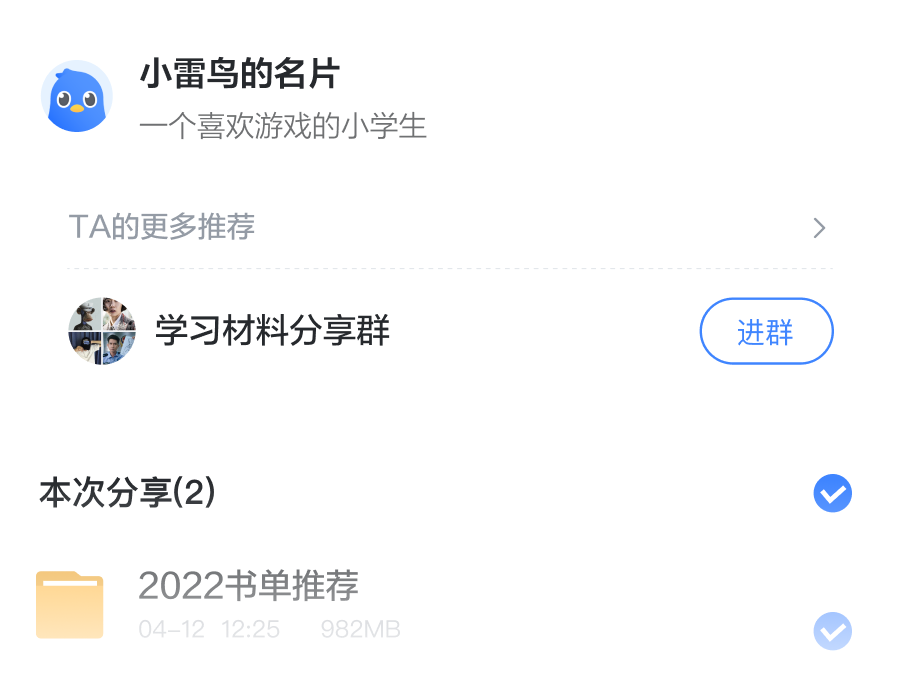 小雷鸟的名片
一个喜欢游戏的小学生
TA的更多推荐
学习材料分享群
进群
本次分享(2)
2022书单推荐
04-12 12:25 982MB